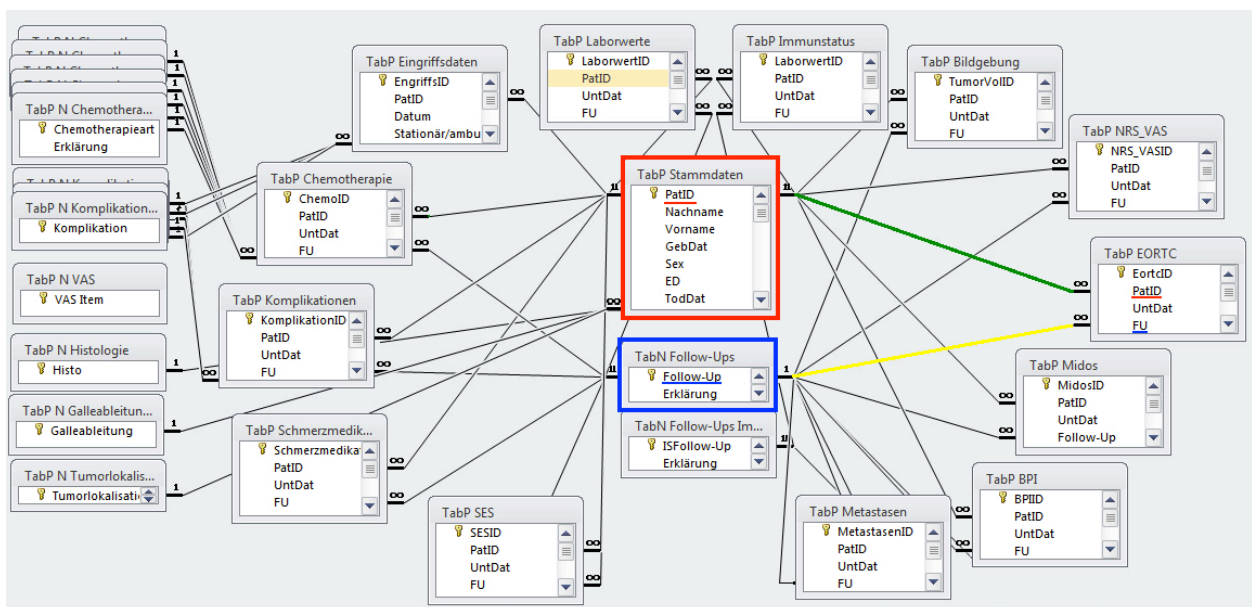 TabP N Chemothera...
Chemotherapieart
Erklärung
TabP N Komplikation...
Komplikation
TabP N VAS
VAS Item
TabP N Histologie
Histo
TabP N Galleableitun...
Galleableitung
TabP N Tumorlokalis...
Tumorlokalisati
TabP Eingriffsdaten
EngriffsID
PatID
Datum
Stationär/ambu
TabP Chemotherapie
ChemoID
PatID
UntDat
FU
TabP Komplikationen
KomplikationID
PatID
UntDat
FU
TabP Schmerzmedik...
Schmerzmedika
PatID
UntDat
FU
TabP SES
SESID
PatID
UntDat
FU
TabP Laborwerte
LaborwertID
PatID
UntDat
FU
TabP Immunstatus
LaborwertID
PatID
UntDat
FU
TabP Stammdaten
PatID
Nachname
Vorname
GebDat
Sex
ED
TodDat
TabN Follow-Ups
Follow-Up
Erklärung
TabN Follow-Ups Im...
ISFollow-Up
Erklärung
TabP Bildgebung
TumorVolID
PatID
UntDat
FU
TabP NRS_VAS
NRS_VASID
PatID
UntDat
FU
TabP EORTC
EortcID
PatID
UntDat
FU
TabP Midos
MidosID
PatID
UntDat
Follow-Up
TabP BPI
BPIID
PatID
UntDat
FU
TabP Metastasen
MetastasenID
PatID
UntDat
FU